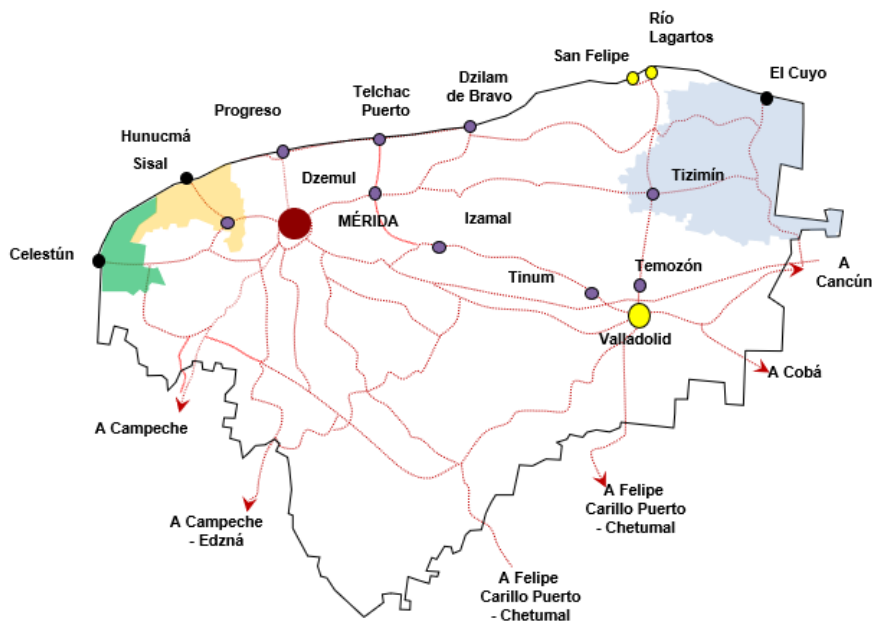 Río
Lagartos
San Felipe
El Cuyo
Dzilam
de Bravo
Telchac
Puerto
Progreso
Hunucmá
Sisal
Dzemul
Tizimín
MÉRIDA
Izamal
Celestún
Tinum
Temozón
A
Cancún
Valladolid
A Cobá
A Campeche
A Felipe
Carillo Puerto
- Chetumal
A Campeche
- Edzná
A Felipe
Carillo Puerto
- Chetumal